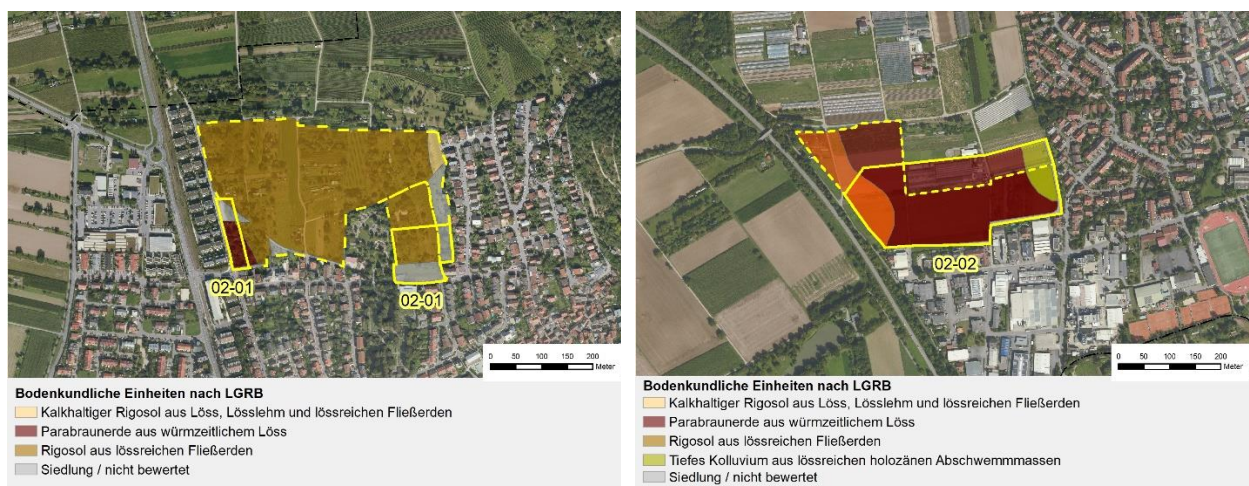 02-01
02-01
0 50 100 150 200
Meter
Bodenkundliche Einheiten nach LGRB
Kalkhaltiger Rigosol aus Löss, Lösslehm und lössreichen Fließerden
Parabraunerde aus würmzeitlichem Löss
Rigosol aus lössreichen Fließerden
Siedlung / nicht bewertet
02-02
0 50 100 150 200
Meter
Bodenkundliche Einheiten nach LGRB
Kalkhaltiger Rigosol aus Löss, Lösslehm und lössreichen Fließerden
Parabraunerde aus würmzeitlichem Löss
Rigosol aus lössreichen Fließerden
Tiefes Kolluvium aus lössreichen holozänen Abschwemmmassen
Siedlung / nicht bewertet